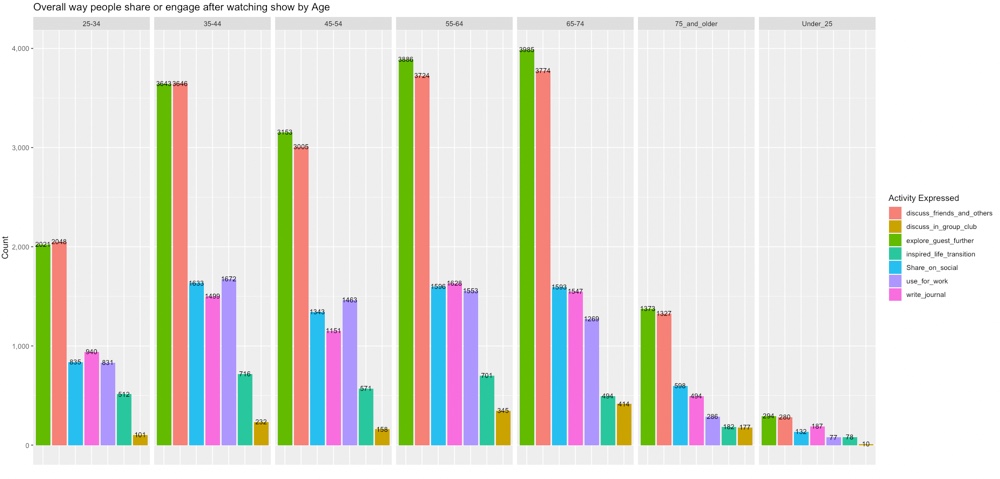 Overall way people share or engage after watching show by Age
25-34 35-44 45-54 55-64 65-74 75_and_older Under_25
Count
4,000
3,000
2,000
1,000
0
2021 2048 835 940 831 512 101
3643 3646 1633 1499 1672 716 232
3153 3005 1343 1151 1463 571 158
3886 3724 1596 1628 1553 701 345
3985 3774 1593 1547 1269 494 414
1373 1327 598 494 286 182 177
294 280 132 187 77 78 10
Activity Expressed
discuss_friends_and_others
discuss_in_group_club
explore_guest_further
inspired_life_transition
Share_on_social
use_for_work
write_journal